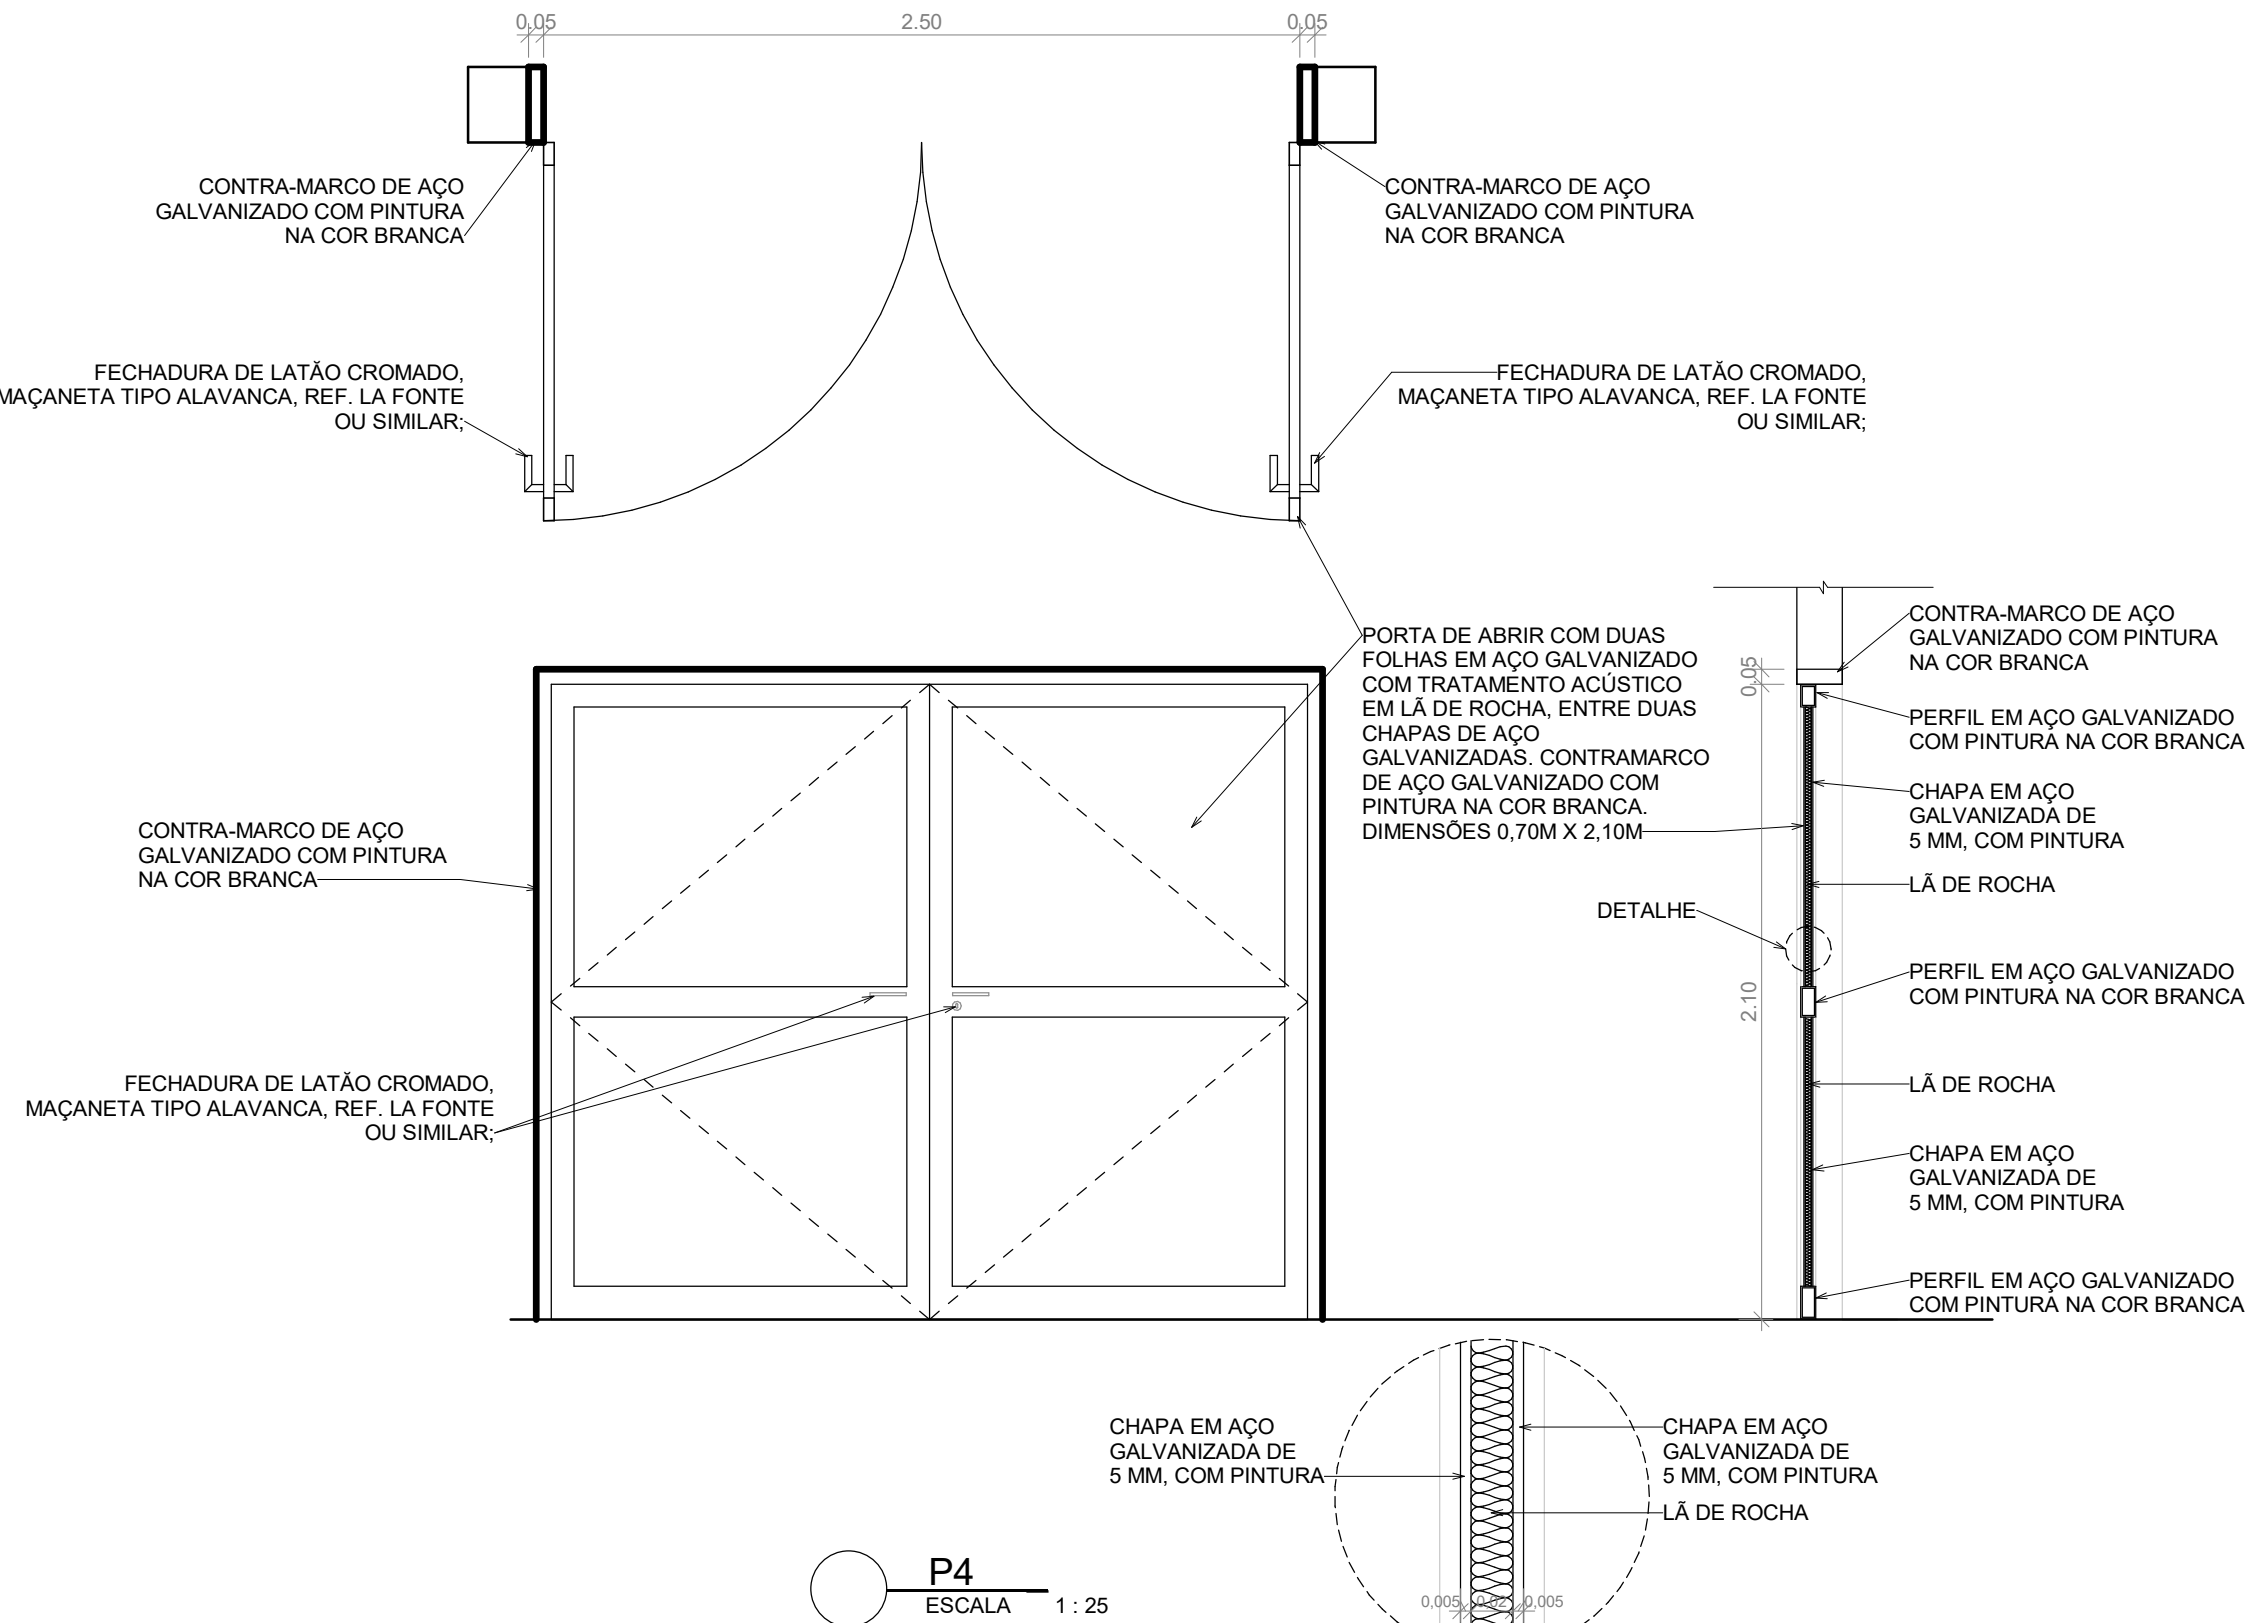 0.05
2.50
0.05
CONTRA-MARCO DE AÇO
GALVANIZADO COM PINTURA
NA COR BRANCA
CONTRA-MARCO DE AÇO
GALVANIZADO COM PINTURA
NA COR BRANCA
FECHADURA DE LATĂO CROMADO,
MAÇANETA TIPO ALAVANCA, REF. LA FONTE
OU SIMILAR;
FECHADURA DE LATĂO CROMADO,
MAÇANETA TIPO ALAVANCA, REF. LA FONTE
OU SIMILAR;
PORTA DE ABRIR COM DUAS
FOLHAS EM AÇO GALVANIZADO
COM TRATAMENTO ACÚSTICO
EM LÃ DE ROCHA, ENTRE DUAS
CHAPAS DE AÇO
GALVANIZADAS. CONTRAMARCO
DE AÇO GALVANIZADO COM
PINTURA NA COR BRANCA.
DIMENSÕES 0,70M X 2,10M
CONTRA-MARCO DE AÇO
GALVANIZADO COM PINTURA
NA COR BRANCA
0.05
PERFIL EM AÇO GALVANIZADO
COM PINTURA NA COR BRANCA
CHAPA EM AÇO
GALVANIZADA DE
5 MM, COM PINTURA
CONTRA-MARCO DE AÇO
GALVANIZADO COM PINTURA
NA COR BRANCA
LÃ DE ROCHA
DETALHE
PERFIL EM AÇO GALVANIZADO
COM PINTURA NA COR BRANCA
2.10
FECHADURA DE LATĂO CROMADO,
MAÇANETA TIPO ALAVANCA, REF. LA FONTE
OU SIMILAR;
LÃ DE ROCHA
CHAPA EM AÇO
GALVANIZADA DE
5 MM, COM PINTURA
PERFIL EM AÇO GALVANIZADO
COM PINTURA NA COR BRANCA
CHAPA EM AÇO
GALVANIZADA DE
5 MM, COM PINTURA
CHAPA EM AÇO
GALVANIZADA DE
5 MM, COM PINTURA
LÃ DE ROCHA
0,005
0,02
0,005
P4
ESCALA 1 : 25